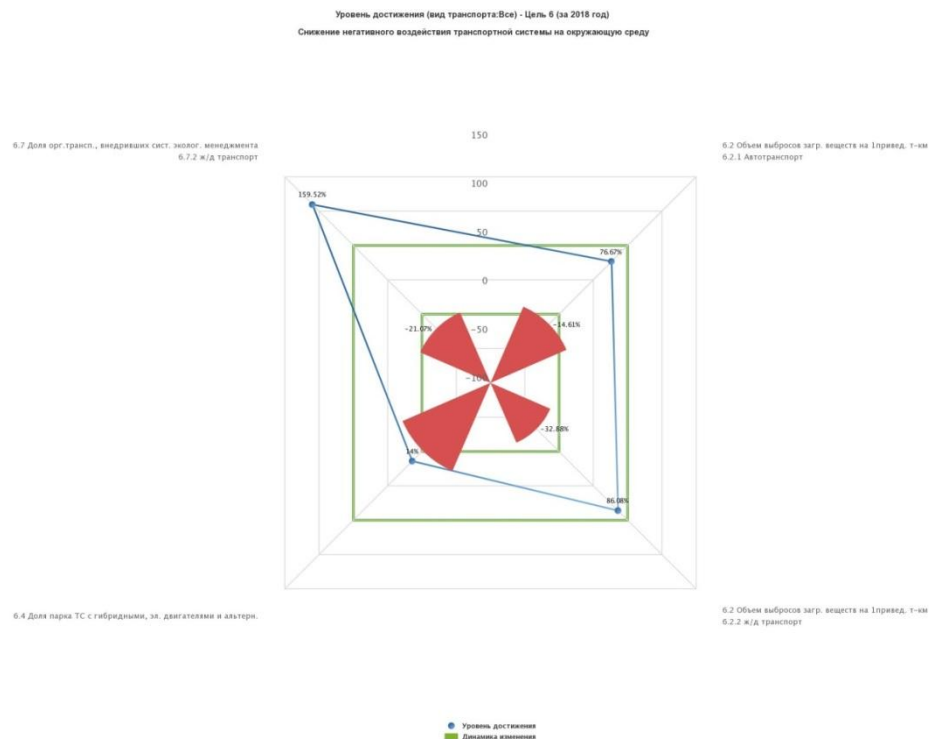 Уровень достижения (вид транспорта:Все) - Цель 6 (за 2018 год)
Снижение негативного воздействия транспортной системы на окружающую среду
150
6.7 Доля орг.трансп., внедривших сист. эколог. менеджмента
6.7.2 ж/д транспорт
6.2 Объем выбросов загр. веществ на 1привед. т-км
6.2.1 Автотранспорт
100
159.52%
50
76.67%
0
-21.07%
-50
-14.61%
-100
-32.88%
14%
86.08%
6.4 Доля парка ТС с гибридными, эл. двигателями и альтерн.
6.2 Объем выбросов загр. веществ на 1привед. т-км
6.2.2 ж/д транспорт
Уровень достижения
Динамика изменения